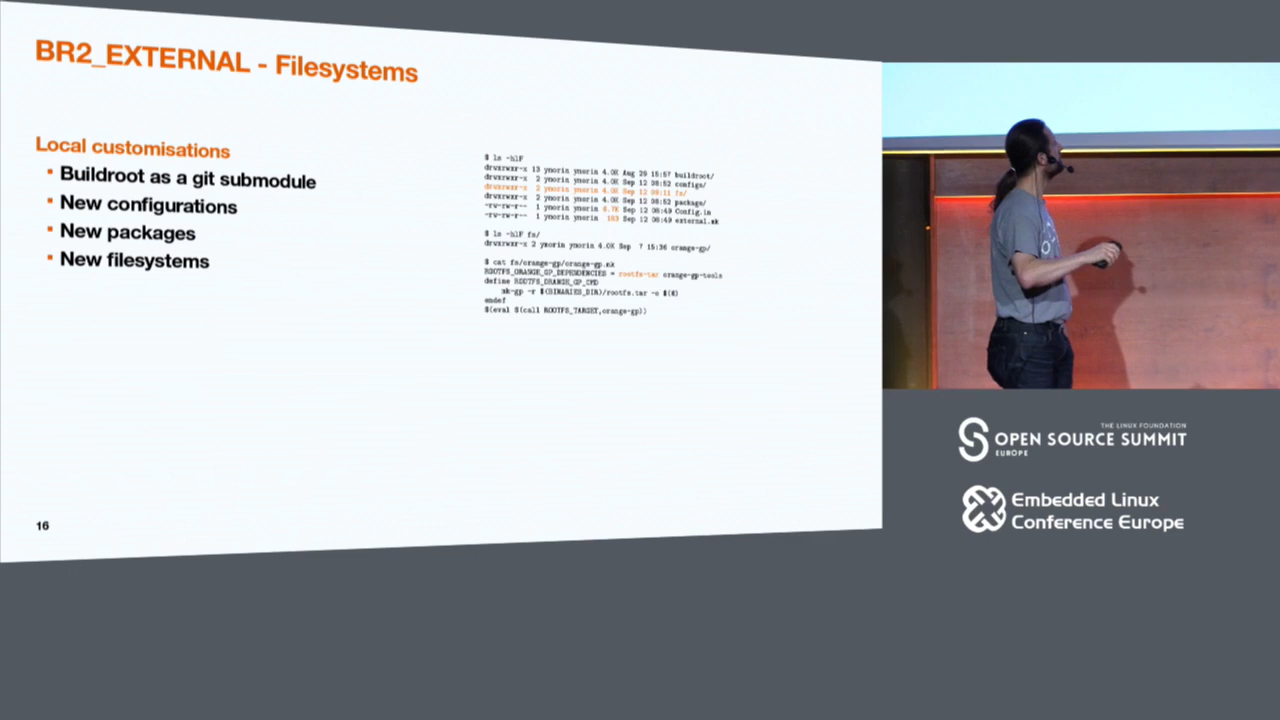 BR2_EXTERNAL - Filesystems
Local customisations
Buildroot as a git submodule
New configurations
New packages
New filesystems
$ ls -hlF
drwxrwxr-x 13 ymorin ymorin 4.0K Aug 29 15:57 buildroot/
drwxrwxr-x 2 ymorin ymorin 4.0K Sep 12 08:52 configs/
drwxrwxr-x 2 ymorin ymorin 4.0K Sep 12 08:11 fs/
drwxrwxr-x 2 ymorin ymorin 4.0K Sep 12 08:52 package/
-rw-rw-r-- 1 ymorin ymorin Sep 12 08:49 Config.in
-rw-rw-r-- 1 ymorin ymorin Sep 12 08:49 external.mk
$ ls -hlF fs/
drwxrwxr-x 2 ymorin ymorin 4.0K Sep 7 15:36 orange-gp/
$ cat fs/orange-gp/orange-gp.mk
ROOTFS_ORANGE_GP_DEPENDENCIES = rootfs-tar orange-gp-tools
define ROOTFS_ORANGE_GP_CMD
mk-gp -r $(BINARIES_DIR)/rootfs.tar -o $(@)
endef
$(eval $(call ROOTFS_TARGET,orange-gp))
16
THE LINUX FOUNDATION
OPEN SOURCE SUMMIT
EUROPE
Embedded Linux
Conference Europe